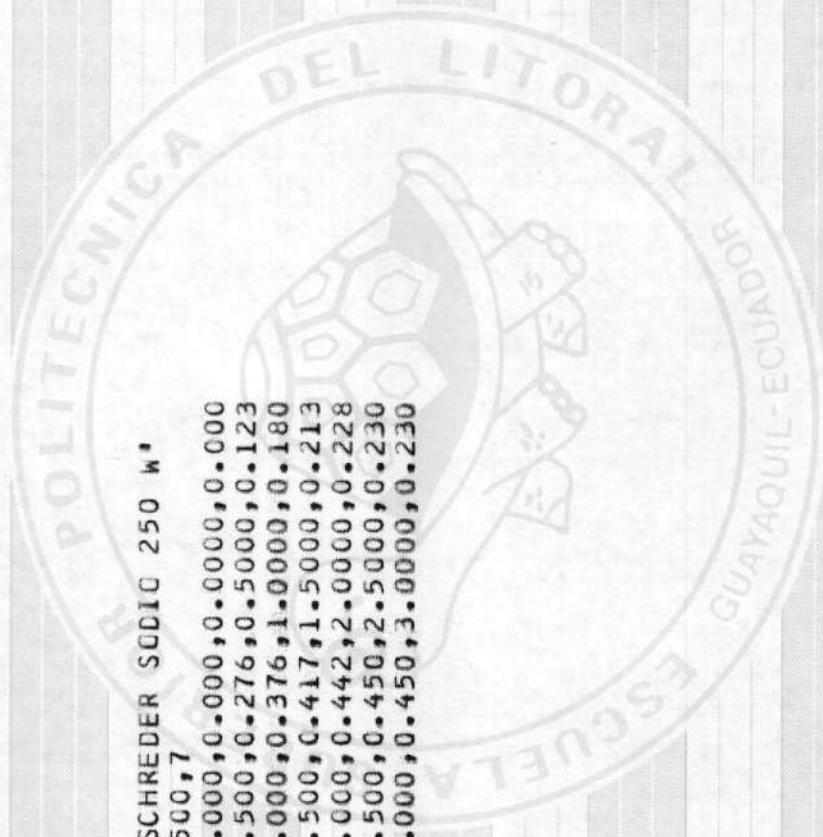 SCHREDER SODIO 250 W'
500,7
.000,0.000,0.0000,0.000
.500,0.276,0.5000,0.123
.000,0.376,1.0000,0.180
.500,0.417,1.5000,0.213
.000,0.442,2.0000,0.228
.500,0.450,2.5000,0.230
.000,0.450,3.0000,0.230
POLITECNICA DEL LITORAL
ESCUELA
GUAYAQUIL-ECUADOR